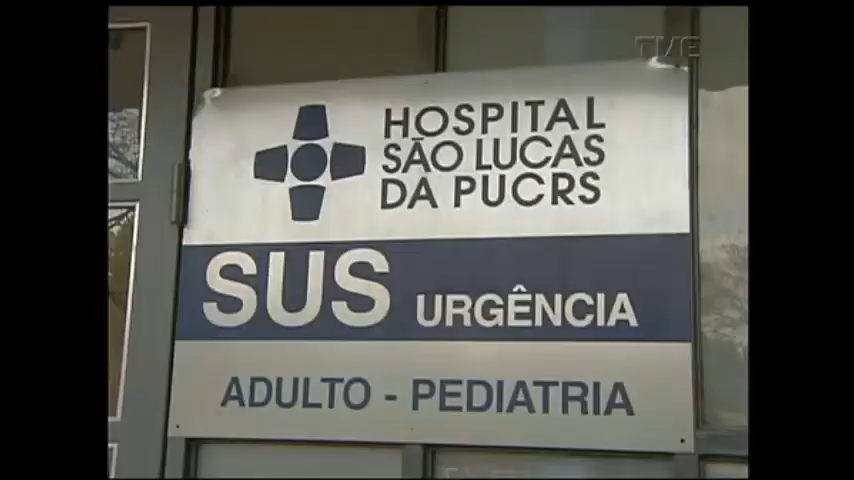 TVE
HOSPITAL
SÃO LUCAS
DA PUCRS
SUS URGÊNCIA
ADULTO - PEDIATRIA